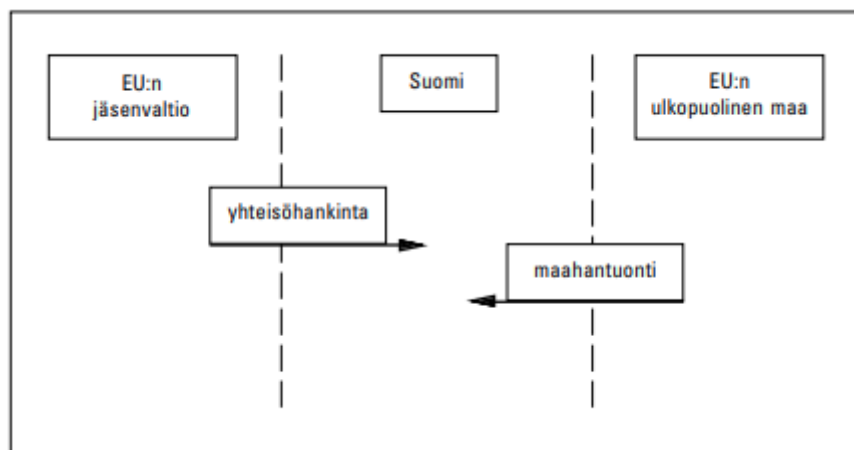 EU:n
jäsenvaltio
Suomi
EU:n
ulkopuolinen maa
yhteisöhankinta
maahantuonti